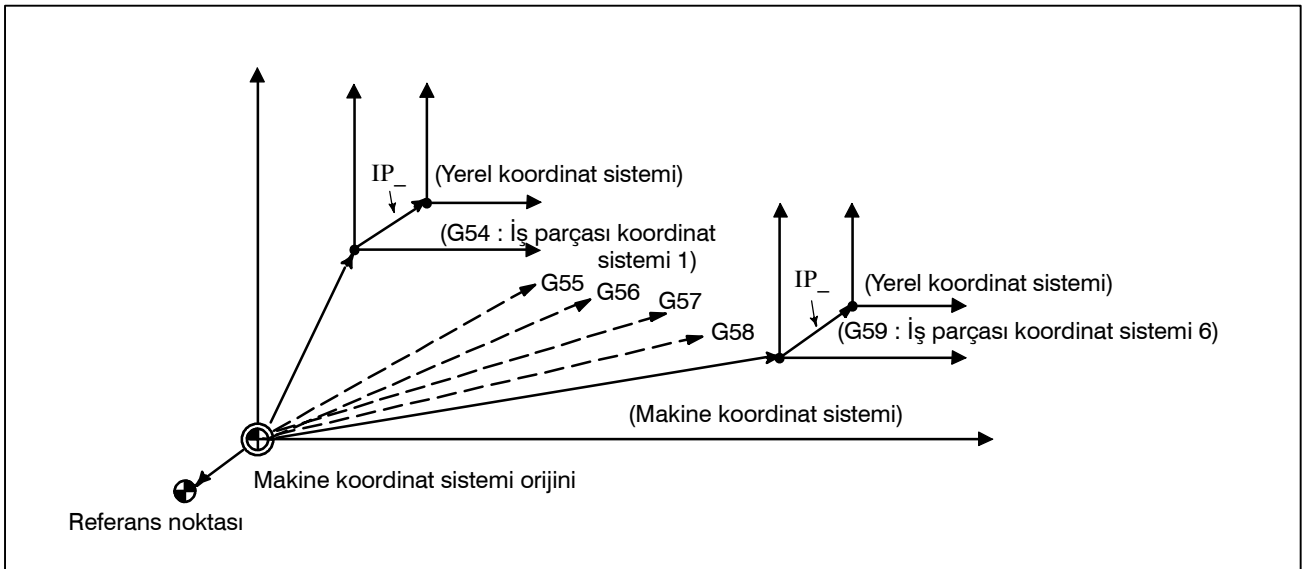 IP_
(Yerel koordinat sistemi)
(G54 : İş parçası koordinat
sistemi 1)
G55
G56
G57
G58
IP_
(Yerel koordinat sistemi)
(G59 : İş parçası koordinat sistemi 6)
(Makine koordinat sistemi)
Makine koordinat sistemi orijini
Referans noktası